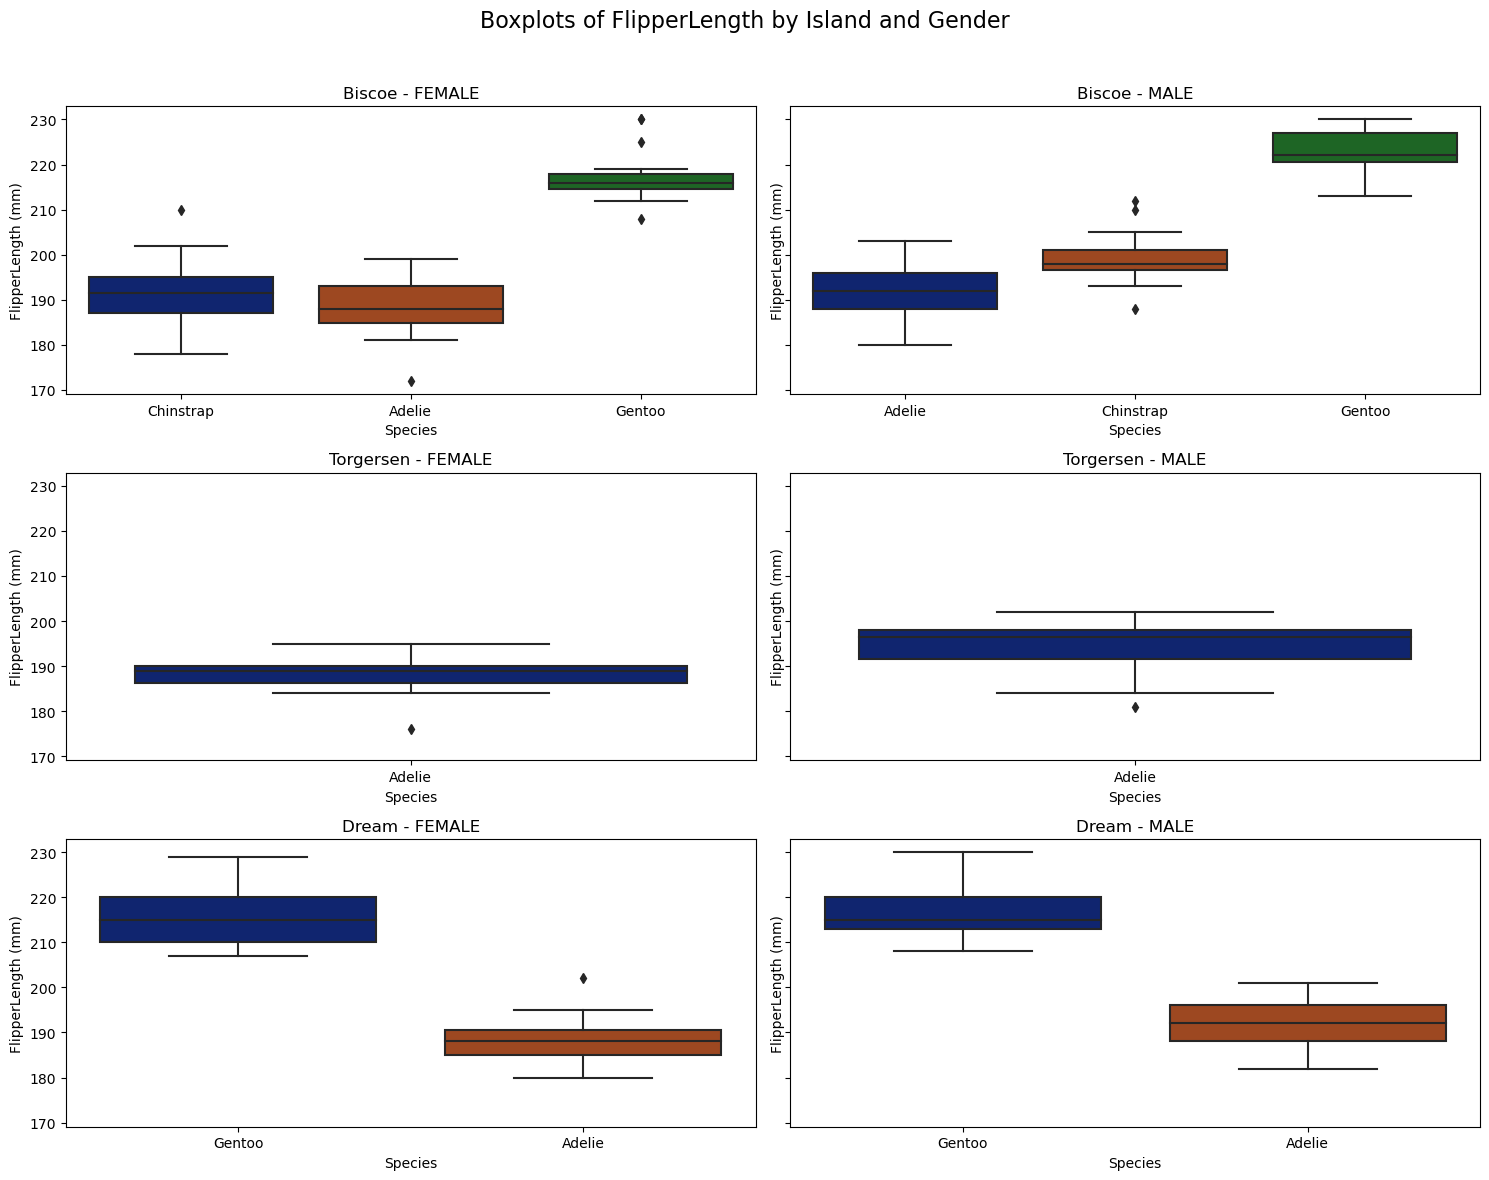 Boxplots of FlipperLength by Island and Gender
Biscoe - FEMALE
FlipperLength (mm)
230
220
210
200
190
180
170
Chinstrap Adelie Gentoo
Species
Biscoe - MALE
FlipperLength (mm)
Adelie Chinstrap Gentoo
Species
Torgersen - FEMALE
FlipperLength (mm)
230
220
210
200
190
180
170
Adelie
Species
Torgersen - MALE
FlipperLength (mm)
Adelie
Species
Dream - FEMALE
FlipperLength (mm)
230
220
210
200
190
180
170
Gentoo Adelie
Species
Dream - MALE
FlipperLength (mm)
Gentoo Adelie
Species